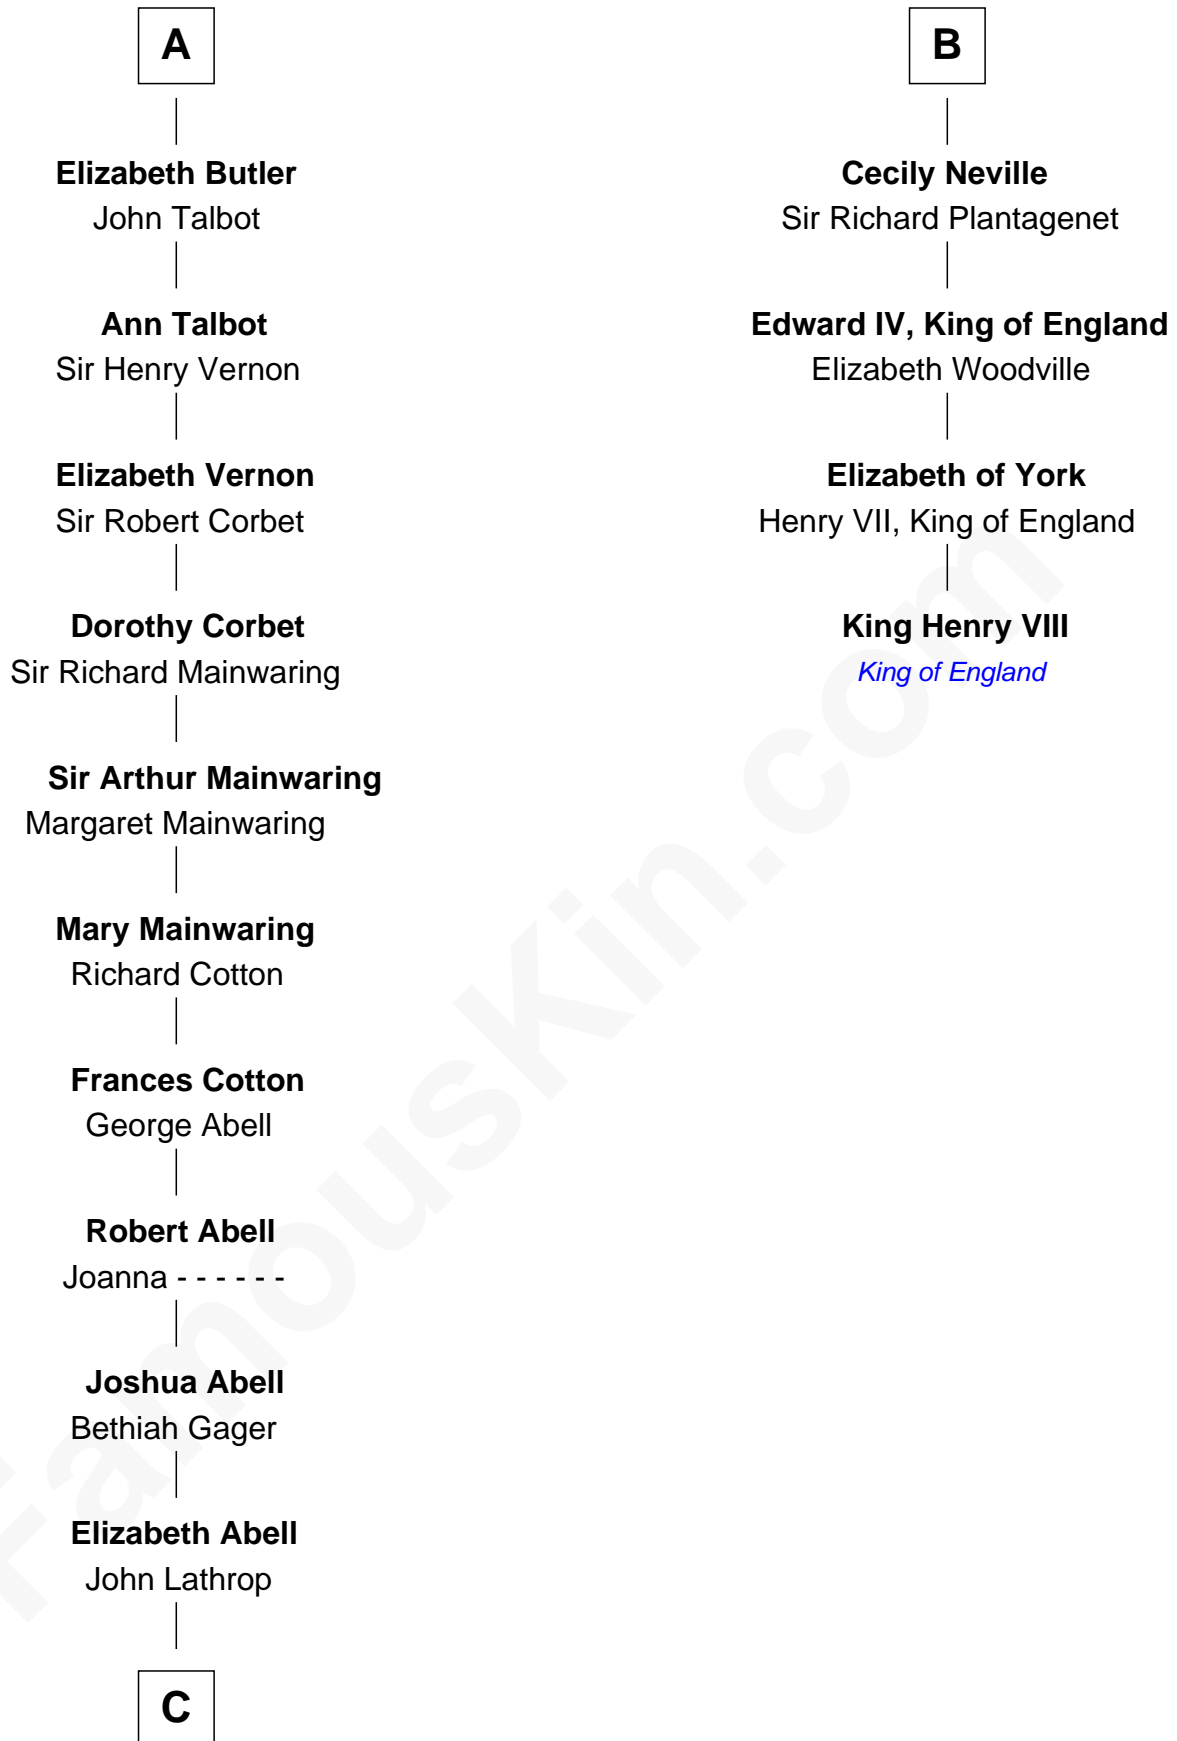 A
Elizabeth Butler
John Talbot
Ann Talbot
Sir Henry Vernon
Elizabeth Vernon
Sir Robert Corbet
Dorothy Corbet
Sir Richard Mainwaring
Sir Arthur Mainwaring
Margaret Mainwaring
Mary Mainwaring
Richard Cotton
Frances Cotton
George Abell
Robert Abell
Joanna - - - - - -
Joshua Abell
Bethiah Gager
Elizabeth Abell
John Lathrop
C
B
Cecily Neville
Sir Richard Plantagenet
Edward IV, King of England
Elizabeth Woodville
Elizabeth of York
Henry VII, King of England
King Henry VIII
King of England
FamousKin.com